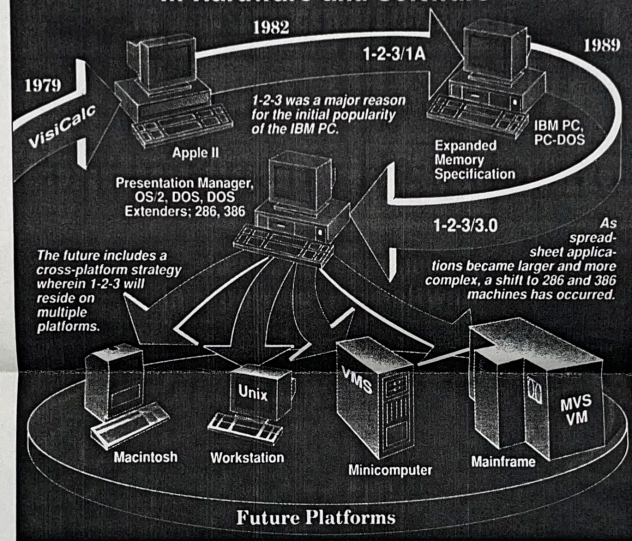 in Hardware and Software
1982
1989
1-2-3/1A
1979
VisiCalc
1-2-3 was a major reason
for the initial popularity
of the IBM PC.
Apple II
IBM PC,
PC-DOS
Expanded
Memory
Specification
Presentation Manager,
OS/2, DOS, DOS
Extenders; 286, 386
1-2-3/3.0
As
spread-
sheet applica-
tions became larger and more
complex, a shift to 286 and 386
machines has occurred.
The future includes a
cross-platform strategy
wherein 1-2-3 will
reside on
multiple
platforms.
Unix
VMS
MVS
VM
Macintosh
Workstation
Minicomputer
Mainframe
Future Platforms